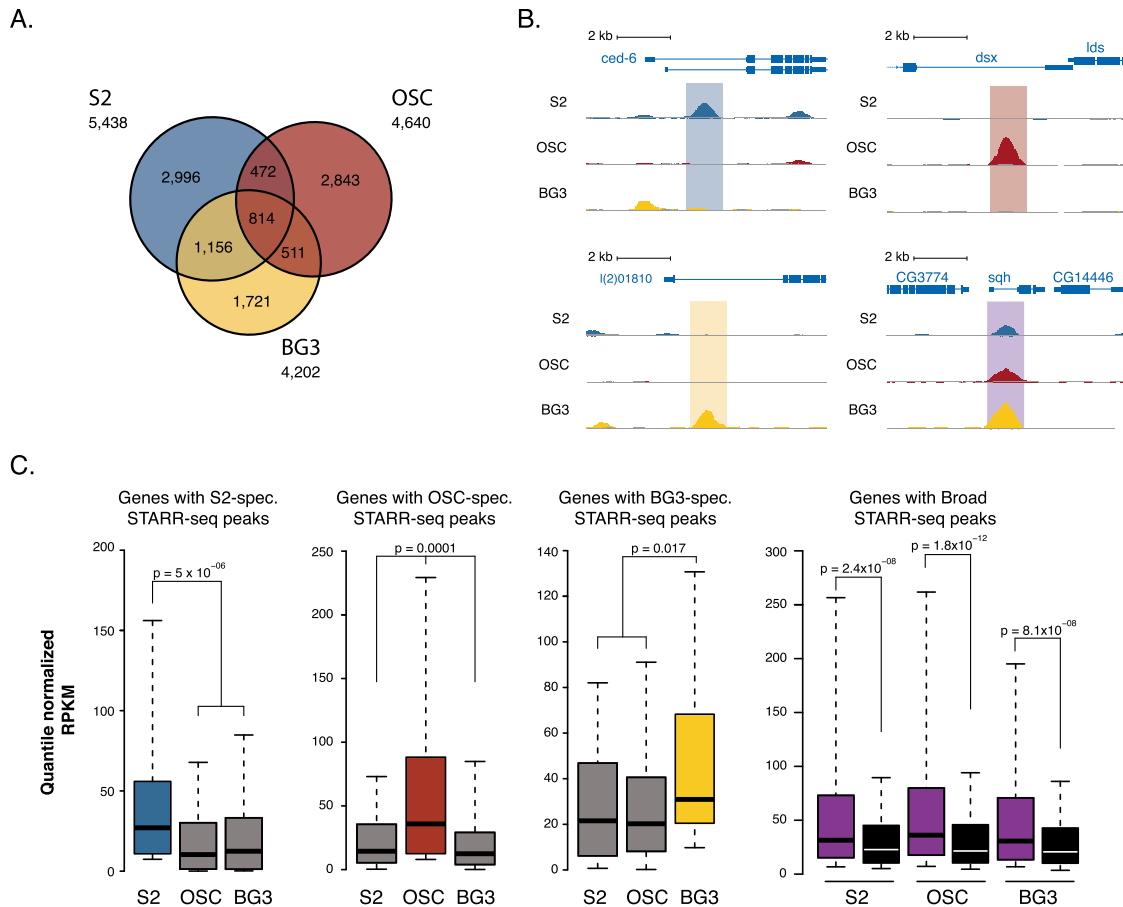 A.
S2
5,438
OSC
4,640
2,996
472
2,843
814
1,156
511
1,721
BG3
4,202
B.
2 kb
ced-6
S2
OSC
BG3
2 kb
dsx
lds
S2
OSC
BG3
2 kb
l(2)01810
S2
OSC
BG3
2 kb
CG3774
sqh
CG14446
S2
OSC
BG3
C.
Quantile normalized
RPKM
Genes with S2-spec.
STARR-seq peaks
p = 5 x 10⁻⁰⁶
200
150
100
50
0
S2 OSC BG3
Genes with OSC-spec.
STARR-seq peaks
p = 0.0001
250
200
150
100
50
0
S2 OSC BG3
Genes with BG3-spec.
STARR-seq peaks
p = 0.017
140
120
100
80
60
40
20
0
S2 OSC BG3
Genes with Broad
STARR-seq peaks
p = 2.4x10⁻⁰⁸
p = 1.8x10⁻¹²
p = 8.1x10⁻⁰⁸
300
250
200
150
100
50
0
S2 OSC BG3